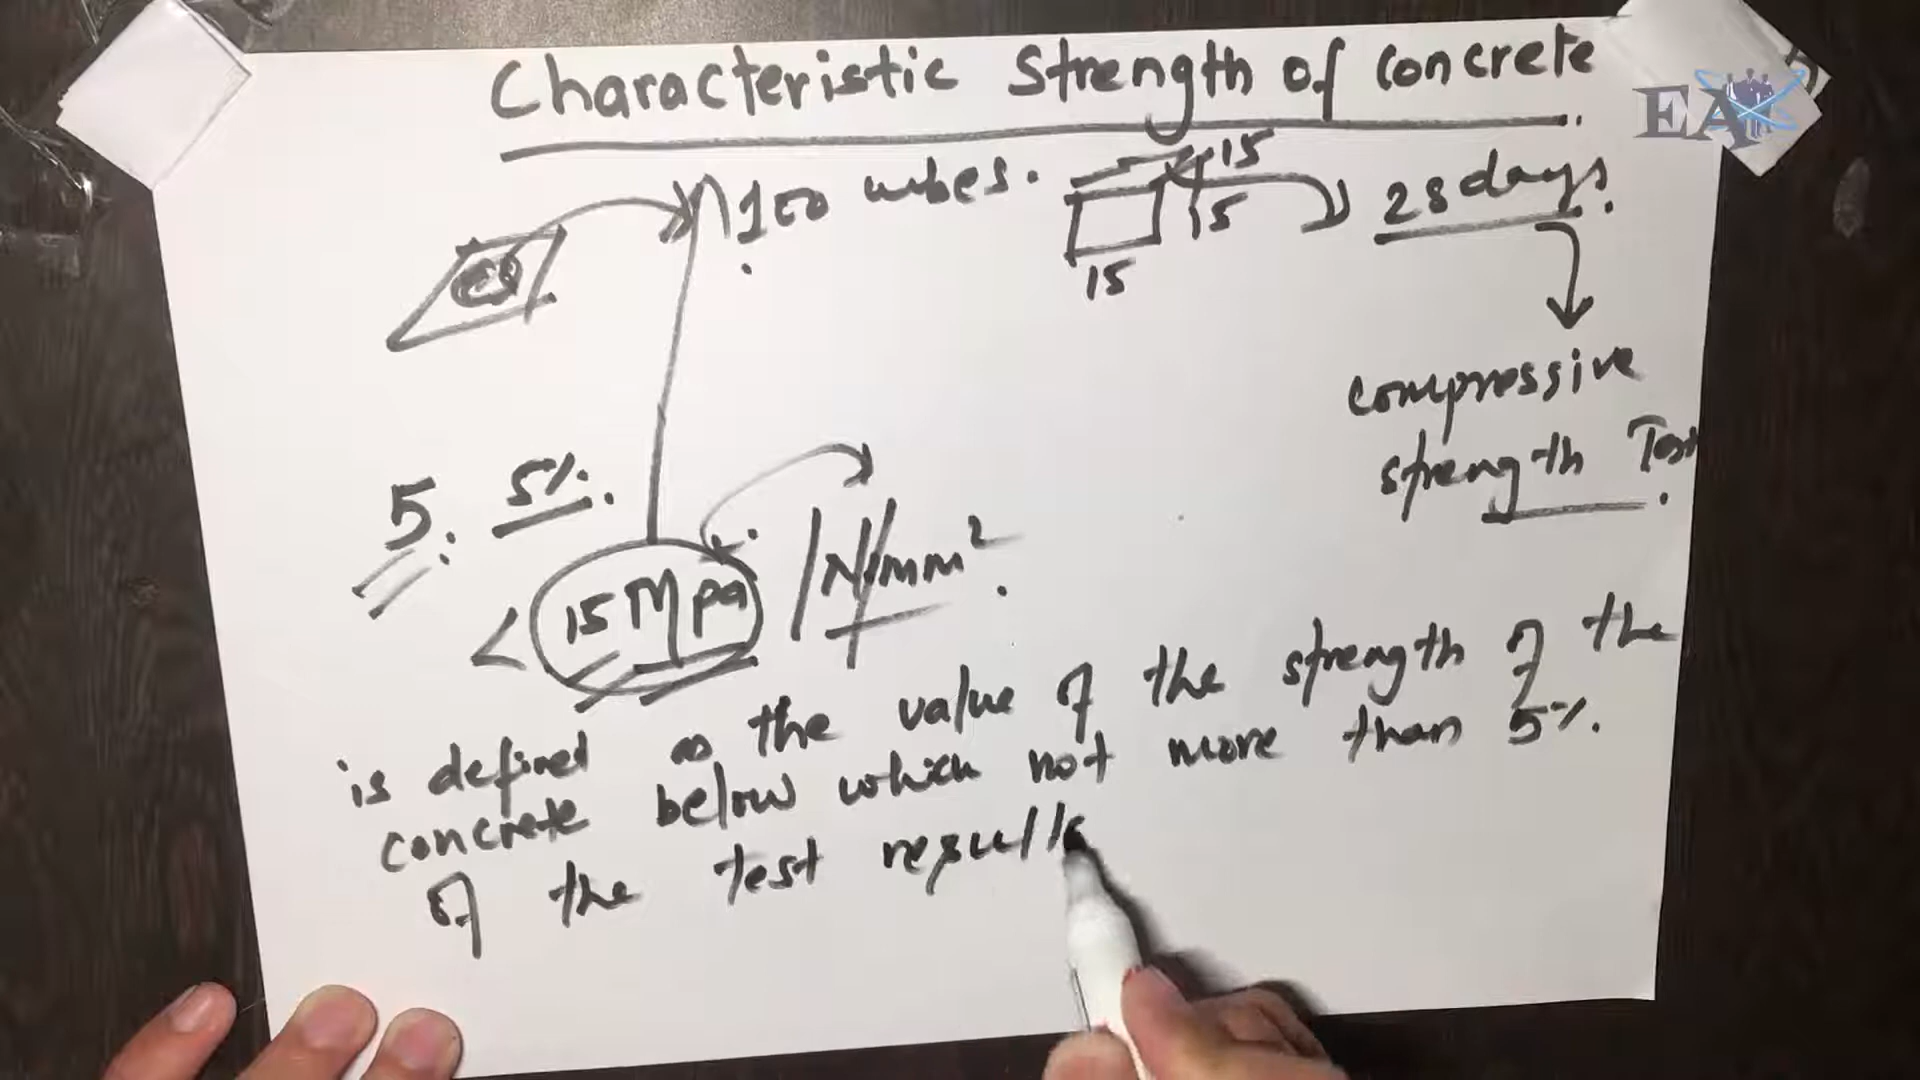 Characteristic Strength of concrete
EA
100 cubes.
15
15
15
28 days.
compressive
strength Test
5. 5%.
< 15 Mpa / N/mm²
is defined as the value of the strength of the
concrete below which not more than 5%.
of the test results